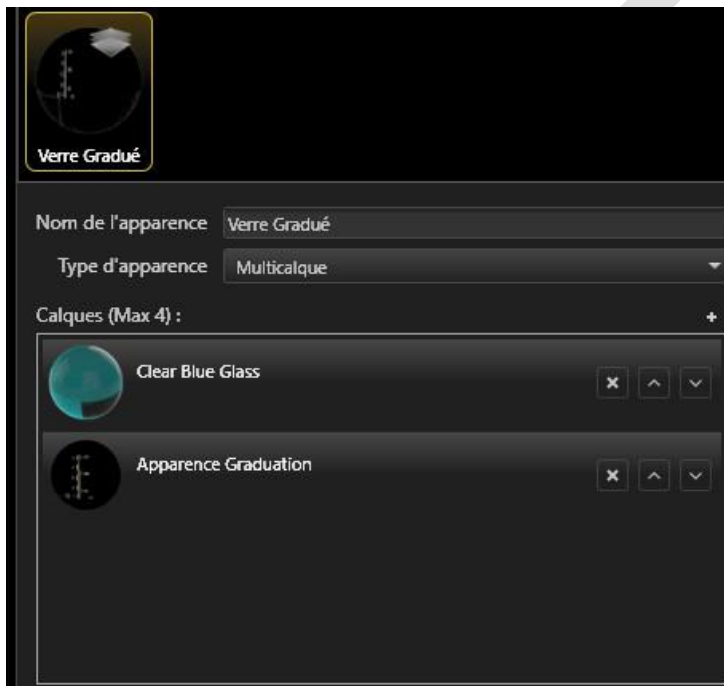 Verre Gradué
Nom de l'apparence Verre Gradué
Type d'apparence Multicalque
Calques (Max 4) :
Clear Blue Glass
Apparence Graduation